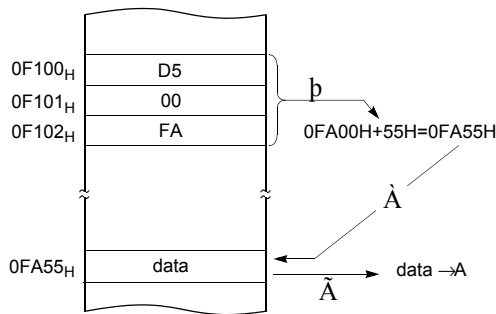 0F100H D5
0F101H 00 þ
0F102H FA 0FA00H+55H=0FA55H
À
0FA55H data data →A
Ã